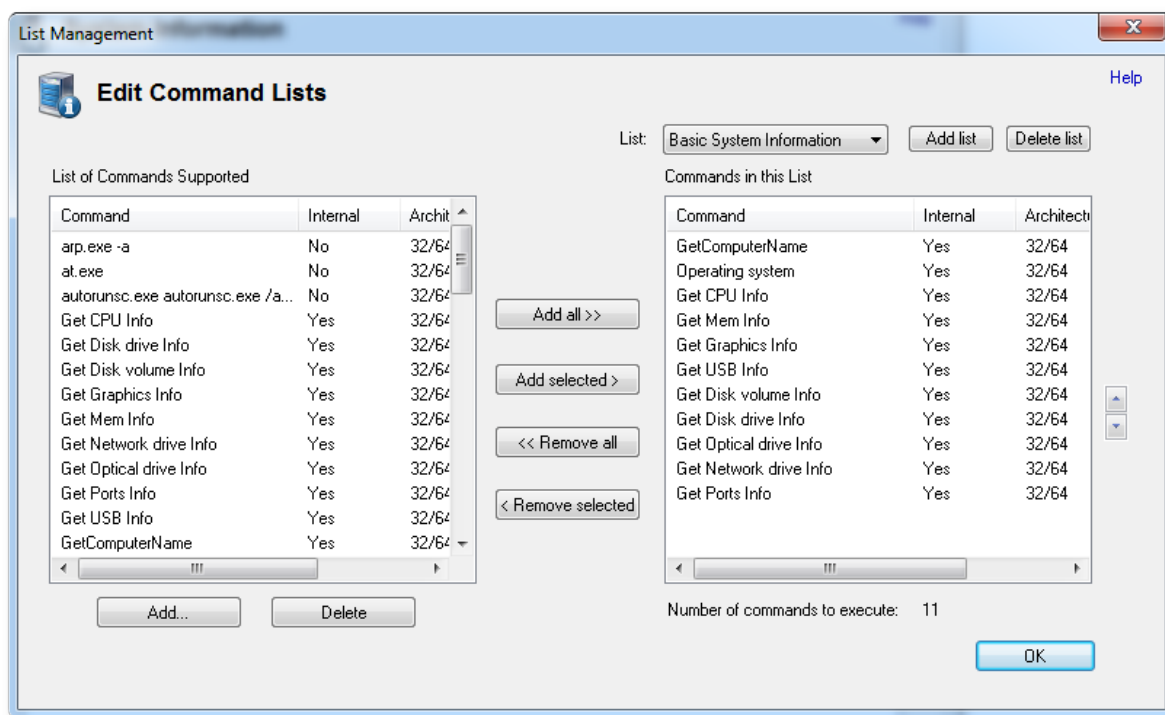 List Management
Information
Help
Edit Command Lists
List: Basic System Information Add list Delete list
List of Commands Supported
Command Internal Archit
arp.exe -a No 32/64
at.exe No 32/64
autorunsc.exe autorunsc.exe /a... No 32/64
Get CPU Info Yes 32/64
Get Disk drive Info Yes 32/64
Get Disk volume Info Yes 32/64
Get Graphics Info Yes 32/64
Get Mem Info Yes 32/64
Get Network drive Info Yes 32/64
Get Optical drive Info Yes 32/64
Get Ports Info Yes 32/64
Get USB Info Yes 32/64
GetComputerName Yes 32/64
Add... Delete
Add all >>
Add selected >
<< Remove all
< Remove selected
Commands in this List
Command Internal Architectu
GetComputerName Yes 32/64
Operating system Yes 32/64
Get CPU Info Yes 32/64
Get Mem Info Yes 32/64
Get Graphics Info Yes 32/64
Get USB Info Yes 32/64
Get Disk volume Info Yes 32/64
Get Disk drive Info Yes 32/64
Get Optical drive Info Yes 32/64
Get Network drive Info Yes 32/64
Get Ports Info Yes 32/64
Number of commands to execute: 11
OK